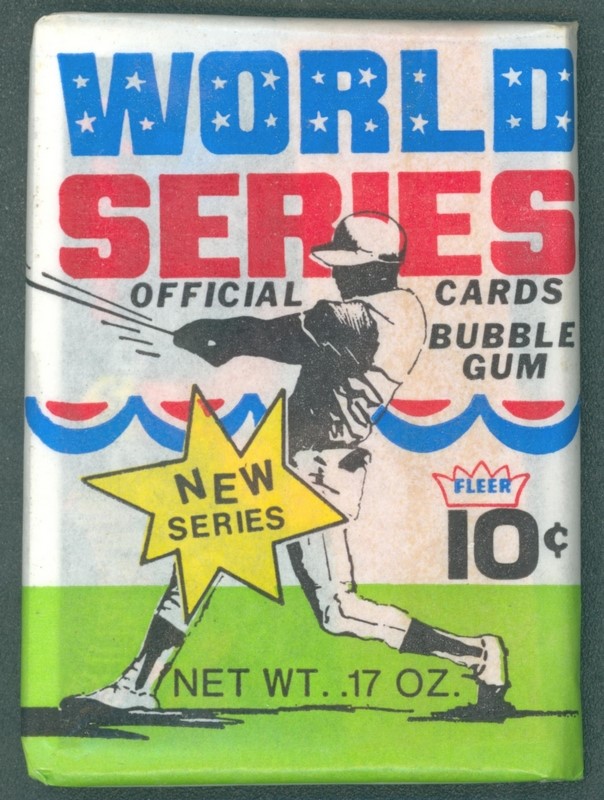 WORLD
SERIES
OFFICIAL CARDS
BUBBLE
GUM
NEW
SERIES
FLEER
10¢
NET WT. .17 OZ.